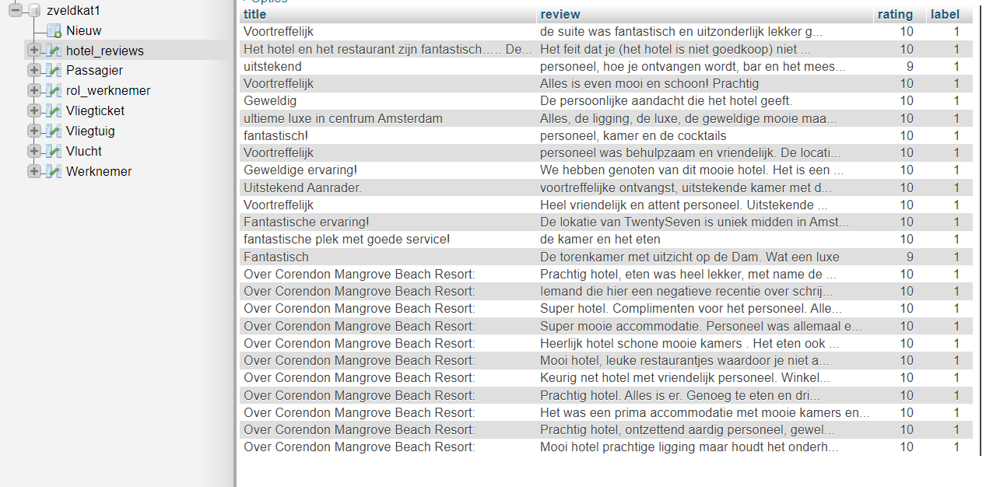 Opties
zveldkat1
Nieuw
hotel_reviews
Passagier
rol_werknemer
Vliegticket
Vliegtuig
Vlucht
Werknemer
title review rating label
Voortreffelijk de suite was fantastisch en uitzonderlijk lekker g... 10 1
Het hotel en het restaurant zijn fantastisch..... De... Het feit dat je (het hotel is niet goedkoop) niet ... 10 1
uitstekend personeel, hoe je ontvangen wordt, bar en het mees... 9 1
Voortreffelijk Alles is even mooi en schoon! Prachtig 10 1
Geweldig De persoonlijke aandacht die het hotel geeft. 10 1
ultieme luxe in centrum Amsterdam Alles, de ligging, de luxe, de geweldige mooie maa... 10 1
fantastisch! personeel, kamer en de cocktails 10 1
Voortreffelijk personeel was behulpzaam en vriendelijk. De locati... 10 1
Geweldige ervaring! We hebben genoten van dit mooie hotel. Het is een ... 10 1
Uitstekend Aanrader. voortreffelijke ontvangst, uitstekende kamer met d... 10 1
Voortreffelijk Heel vriendelijk en attent personeel. Uitstekende ... 10 1
Fantastische ervaring! De lokatie van TwentySeven is uniek midden in Amst... 10 1
fantastische plek met goede service! de kamer en het eten 10 1
Fantastisch De torenkamer met uitzicht op de Dam. Wat een luxe 9 1
Over Corendon Mangrove Beach Resort: Prachtig hotel, eten was heel lekker, met name de ... 10 1
Over Corendon Mangrove Beach Resort: Iemand die hier een negatieve recentie over schrij... 10 1
Over Corendon Mangrove Beach Resort: Super hotel. Complimenten voor het personeel. Alle... 10 1
Over Corendon Mangrove Beach Resort: Super mooie accommodatie. Personeel was allemaal e... 10 1
Over Corendon Mangrove Beach Resort: Heerlijk hotel schone mooie kamers . Het eten ook ... 10 1
Over Corendon Mangrove Beach Resort: Mooi hotel, leuke restaurantjes waardoor je niet a... 10 1
Over Corendon Mangrove Beach Resort: Keurig net hotel met vriendelijk personeel. Winkel... 10 1
Over Corendon Mangrove Beach Resort: Prachtig hotel. Alles is er. Genoeg te eten en dri... 10 1
Over Corendon Mangrove Beach Resort: Het was een prima accommodatie met mooie kamers en... 10 1
Over Corendon Mangrove Beach Resort: Prachtig hotel, ontzettend aardig personeel, gewel... 10 1
Over Corendon Mangrove Beach Resort: Mooi hotel prachtige ligging maar houdt het onderh... 10 1